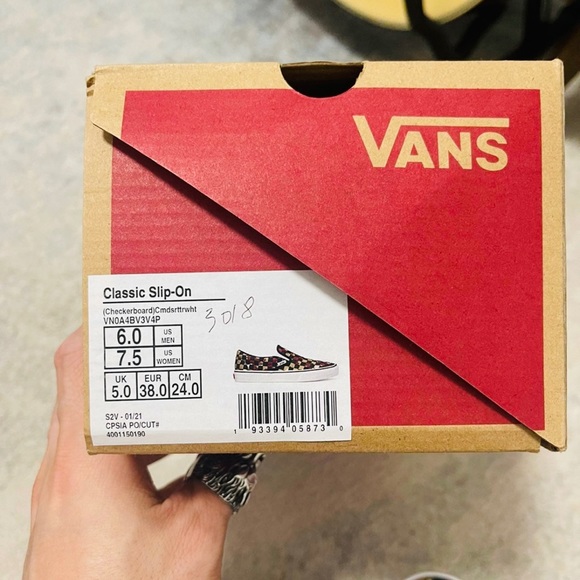 VANS
Classic Slip-On
(Checkerboard)Cmdsrttrwht
VN0A4BV3V4P
3018
6.0 US MEN
7.5 US WOMEN
UK EUR CM
5.0 38.0 24.0
S2V - 01/21
CPSIA PO/CUT#
4001150190
1 93394 05873 0